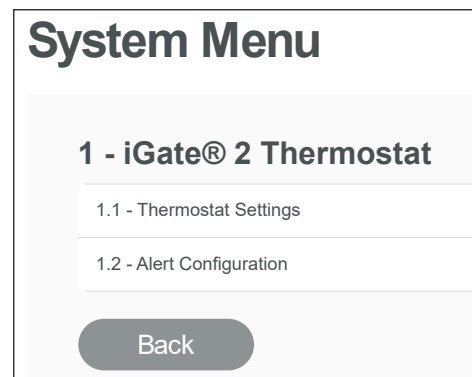 System Menu
1 - iGate® 2 Thermostat
1.1 - Thermostat Settings
1.2 - Alert Configuration
Back